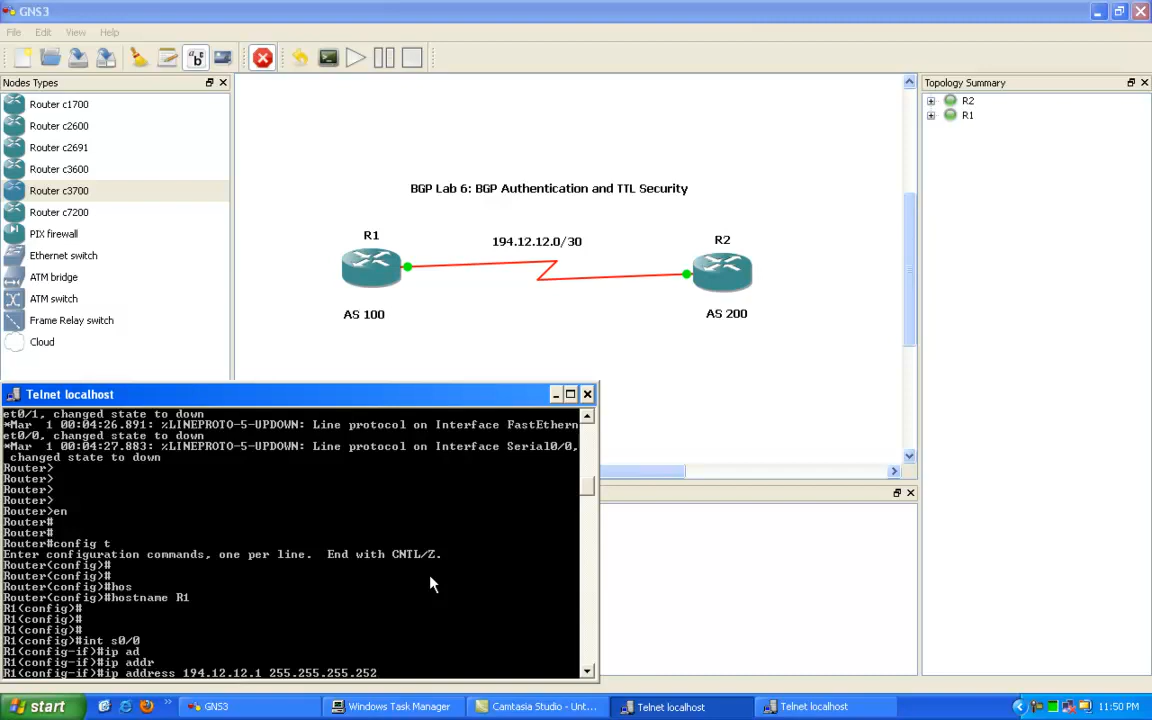 GNS3
File Edit View Help
Nodes Types
Router c1700
Router c2600
Router c2691
Router c3600
Router c3700
Router c7200
PIX firewall
Ethernet switch
ATM bridge
ATM switch
Frame Relay switch
Cloud
BGP Lab 6: BGP Authentication and TTL Security
R1
194.12.12.0/30
R2
AS 100
AS 200
Topology Summary
R2
R1
Telnet localhost
et0/1, changed state to down
*Mar  1 00:04:26.891: %LINEPROTO-5-UPDOWN: Line protocol on Interface FastEthern
et0/0, changed state to down
*Mar  1 00:04:27.883: %LINEPROTO-5-UPDOWN: Line protocol on Interface Serial0/0,
changed state to down
Router>
Router>
Router>
Router>
Router>en
Router#
Router#
Router#config t
Enter configuration commands, one per line.  End with CNTL/Z.
Router(config)#
Router(config)#
Router(config)#hos
Router(config)#hostname R1
R1(config)#
R1(config)#
R1(config)#
R1(config)#int s0/0
R1(config-if)#ip ad
R1(config-if)#ip addr
R1(config-if)#ip address 194.12.12.1 255.255.255.252
start
GNS3
Windows Task Manager
Camtasia Studio - Unt...
Telnet localhost
Telnet localhost
11:50 PM